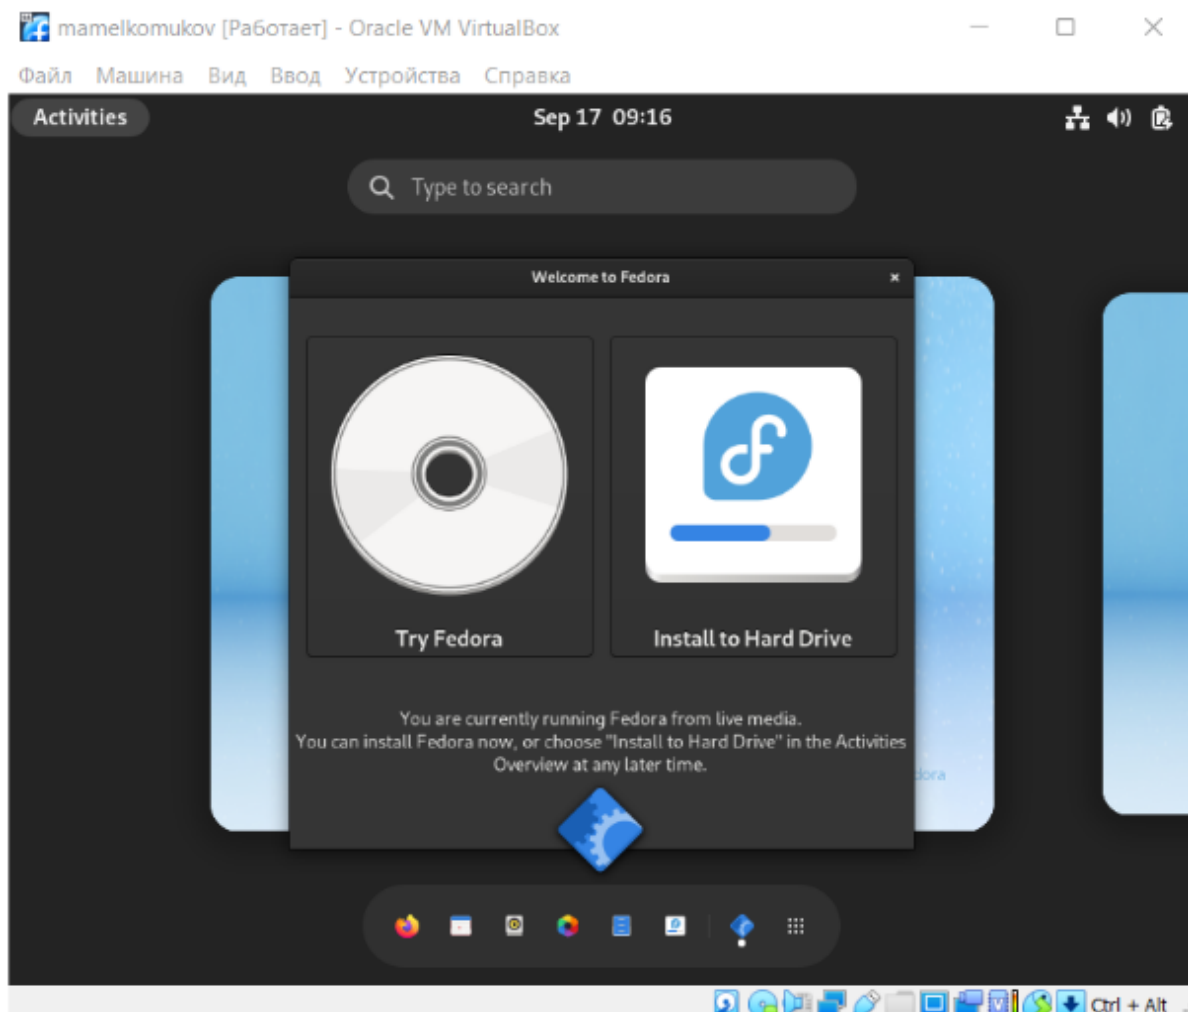 mamelkomukov [Работает] - Oracle VM VirtualBox
Файл Машина Вид Ввод Устройства Справка
Activities Sep 17 09:16
Type to search
Welcome to Fedora
Try Fedora Install to Hard Drive
You are currently running Fedora from live media.
You can install Fedora now, or choose "Install to Hard Drive" in the Activities
Overview at any later time.
dora
Ctrl + Alt